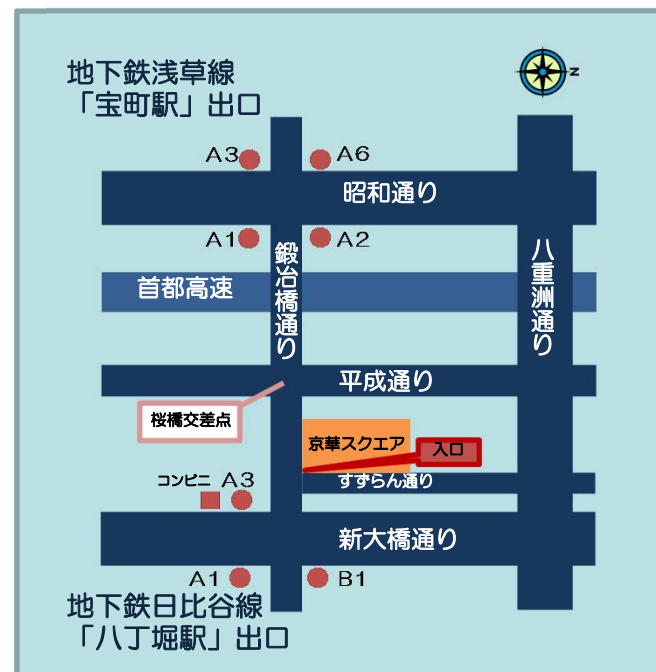 地下鉄浅草線
「宝町駅」出口
N
A3
A6
昭和通り
A1
A2
鍛冶橋通り
八重洲通り
首都高速
平成通り
桜橋交差点
京華スクエア
入口
すずらん通り
コンビニ
A3
新大橋通り
A1
B1
地下鉄日比谷線
「八丁堀駅」出口